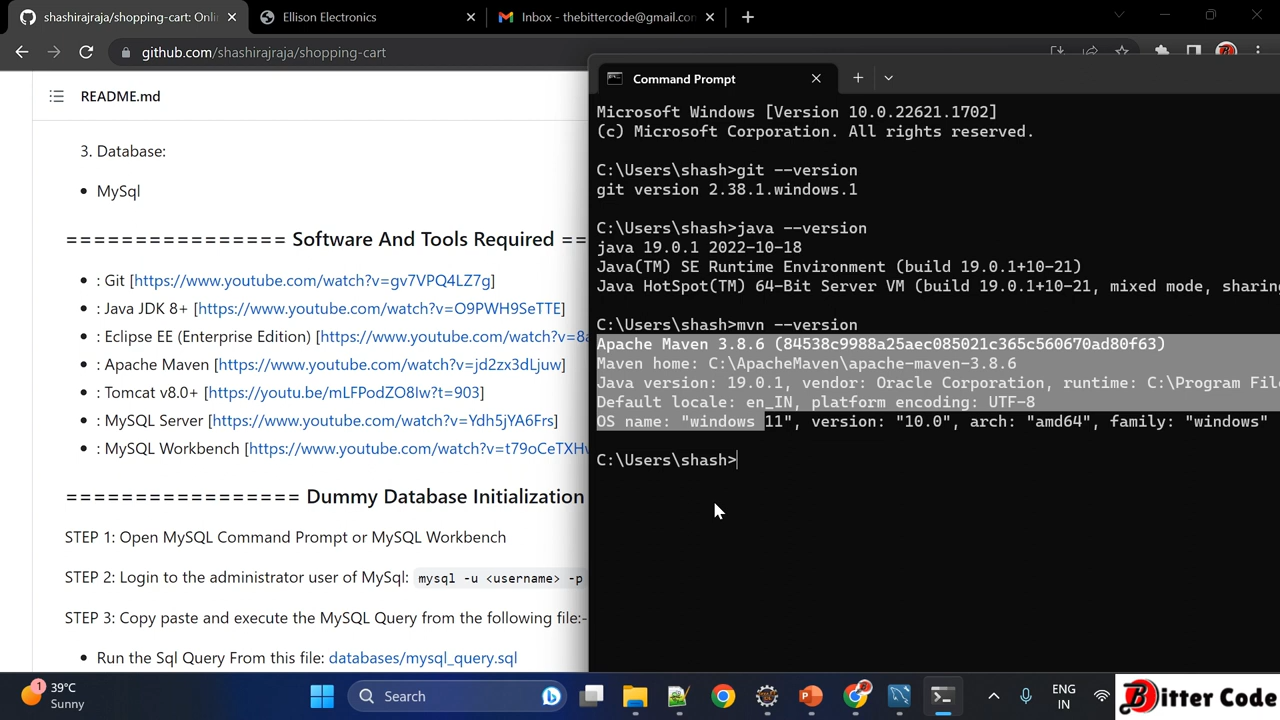 shashirajraja/shopping-cart: Onli
Ellison Electronics
Inbox - thebittercode@gmail.con
github.com/shashirajraja/shopping-cart
README.md
3. Database:
MySql
=============== Software And Tools Required ==
: Git [https://www.youtube.com/watch?v=gv7VPQ4LZ7g]
: Java JDK 8+ [https://www.youtube.com/watch?v=O9PWH9SeTTE]
: Eclipse EE (Enterprise Edition) [https://www.youtube.com/watch?v=8a
: Apache Maven [https://www.youtube.com/watch?v=jd2zx3dLjuw]
: Tomcat v8.0+ [https://youtu.be/mLFPodZO8Iw?t=903]
: MySQL Server [https://www.youtube.com/watch?v=Ydh5jYA6Frs]
: MySQL Workbench [https://www.youtube.com/watch?v=t79oCeTXHw
================ Dummy Database Initialization
STEP 1: Open MySQL Command Prompt or MySQL Workbench
STEP 2: Login to the administrator user of MySql: mysql -u <username> -p
STEP 3: Copy paste and execute the MySQL Query from the following file:-
Run the Sql Query From this file: databases/mysql_query.sql
Command Prompt
Microsoft Windows [Version 10.0.22621.1702]
(c) Microsoft Corporation. All rights reserved.
C:\Users\shash>git --version
git version 2.38.1.windows.1
C:\Users\shash>java --version
java 19.0.1 2022-10-18
Java(TM) SE Runtime Environment (build 19.0.1+10-21)
Java HotSpot(TM) 64-Bit Server VM (build 19.0.1+10-21, mixed mode, sharing
C:\Users\shash>mvn --version
Apache Maven 3.8.6 (84538c9988a25aec085021c365c560670ad80f63)
Maven home: C:\ApacheMaven\apache-maven-3.8.6
Java version: 19.0.1, vendor: Oracle Corporation, runtime: C:\Program File
Default locale: en_IN, platform encoding: UTF-8
OS name: "windows 11", version: "10.0", arch: "amd64", family: "windows"
C:\Users\shash>
1
39°C
Sunny
Search
ENG
IN
Bitter Code